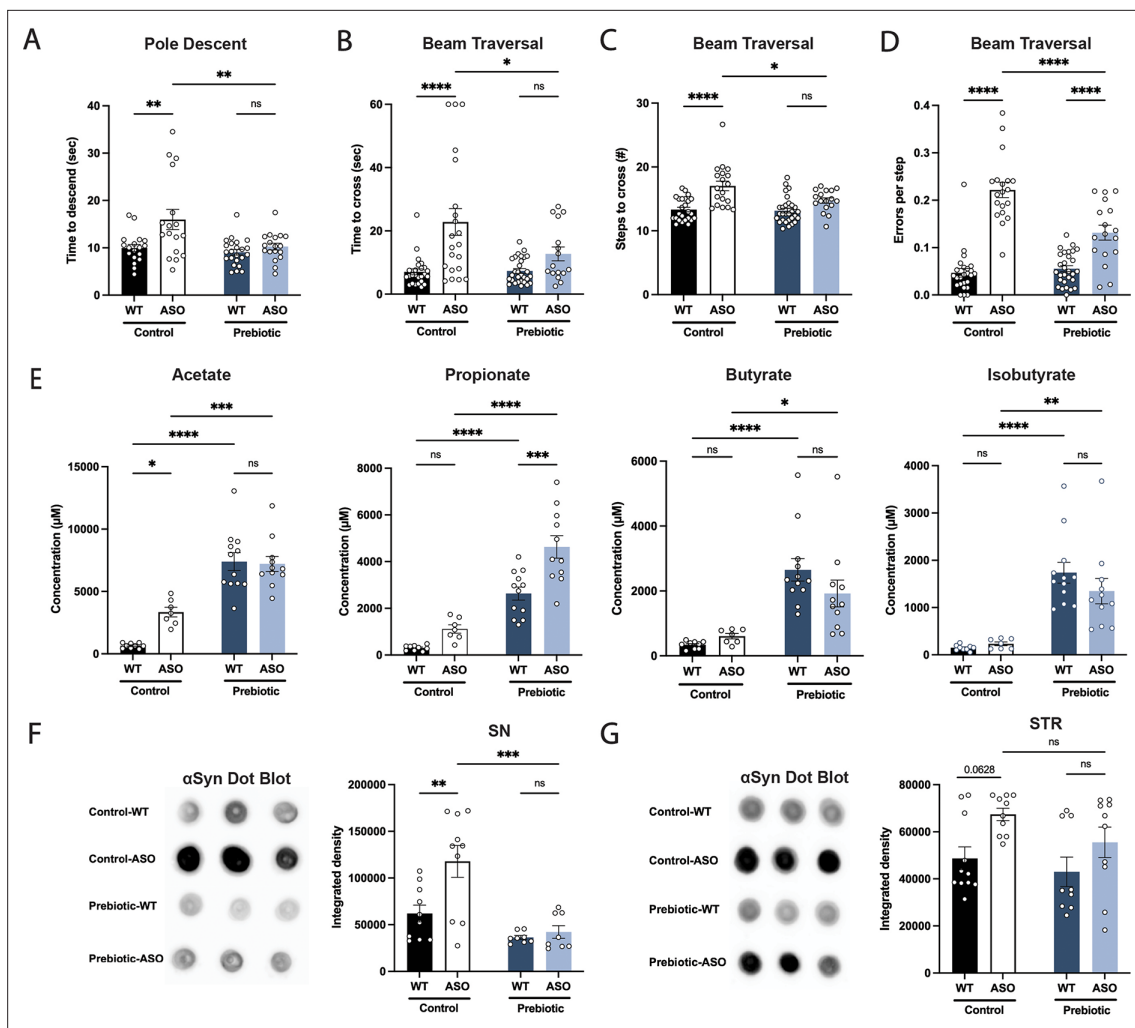 A
Pole Descent
**
**
ns
Time to descend (sec)
40
30
20
10
0
WT ASO WT ASO
Control Prebiotic
B
Beam Traversal
*
****
ns
Time to cross (sec)
60
40
20
0
WT ASO WT ASO
Control Prebiotic
C
Beam Traversal
*
****
ns
Steps to cross (#)
30
20
10
0
WT ASO WT ASO
Control Prebiotic
D
Beam Traversal
****
****
****
Errors per step
0.4
0.3
0.2
0.1
0.0
WT ASO WT ASO
Control Prebiotic
E
Acetate
***
****
*
ns
Concentration (µM)
15000
10000
5000
0
WT ASO WT ASO
Control Prebiotic
Propionate
****
****
ns
***
Concentration (µM)
8000
6000
4000
2000
0
WT ASO WT ASO
Control Prebiotic
Butyrate
*
****
ns
ns
Concentration (µM)
6000
4000
2000
0
WT ASO WT ASO
Control Prebiotic
Isobutyrate
**
****
ns
ns
Concentration (µM)
4000
3000
2000
1000
0
WT ASO WT ASO
Control Prebiotic
F
αSyn Dot Blot
Control-WT
Control-ASO
Prebiotic-WT
Prebiotic-ASO
SN
***
**
ns
Integrated density
200000
150000
100000
50000
0
WT ASO WT ASO
Control Prebiotic
G
αSyn Dot Blot
Control-WT
Control-ASO
Prebiotic-WT
Prebiotic-ASO
STR
ns
0.0628
ns
Integrated density
80000
60000
40000
20000
0
WT ASO WT ASO
Control Prebiotic